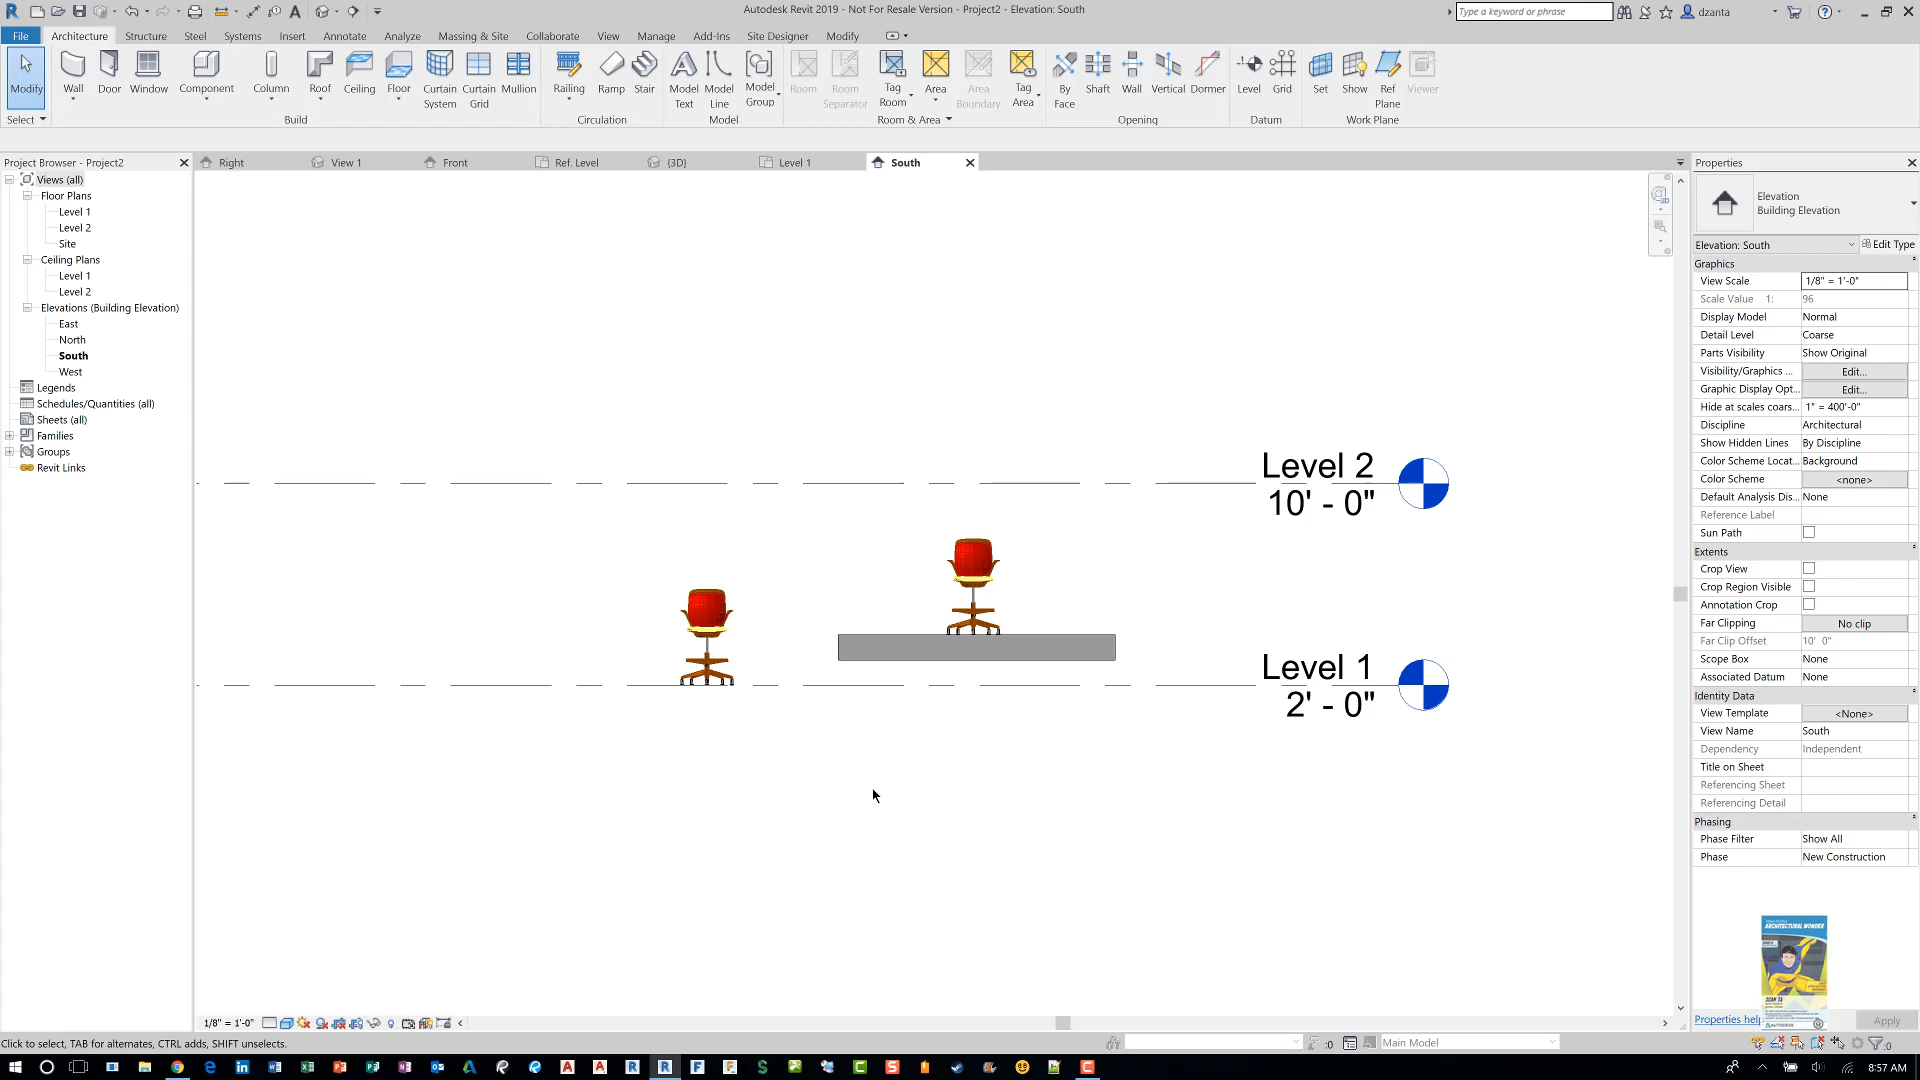 Autodesk Revit 2019 - Not For Resale Version - Project2 - Elevation: South
Type a keyword or phrase
dzanta
File Architecture Structure Steel Systems Insert Annotate Analyze Massing & Site Collaborate View Manage Add-Ins Site Designer Modify
Modify Wall Door Window Component Column Roof Ceiling Floor Curtain System Curtain Grid Mullion Railing Ramp Stair Model Text Model Line Model Group Room Room Separator Tag Room Area Area Boundary Tag Area By Face Shaft Wall Vertical Dormer Level Grid Set Show Ref Plane Viewer
Select Build Circulation Model Room & Area Opening Datum Work Plane
Project Browser - Project2
Views (all)
Floor Plans
Level 1
Level 2
Site
Ceiling Plans
Level 1
Level 2
Elevations (Building Elevation)
East
North
South
West
Legends
Schedules/Quantities (all)
Sheets (all)
Families
Groups
Revit Links
Right View 1 Front Ref. Level {3D} Level 1 South
Level 2
10' - 0"
Level 1
2' - 0"
Properties
Elevation
Building Elevation
Elevation: South Edit Type
Graphics
View Scale 1/8" = 1'-0"
Scale Value 1: 96
Display Model Normal
Detail Level Coarse
Parts Visibility Show Original
Visibility/Graphics ... Edit...
Graphic Display Opt... Edit...
Hide at scales coars... 1" = 400'-0"
Discipline Architectural
Show Hidden Lines By Discipline
Color Scheme Locat... Background
Color Scheme <none>
Default Analysis Dis... None
Reference Label
Sun Path
Extents
Crop View
Crop Region Visible
Annotation Crop
Far Clipping No clip
Far Clip Offset 10' 0"
Scope Box None
Associated Datum None
Identity Data
View Template <None>
View Name South
Dependency Independent
Title on Sheet
Referencing Sheet
Referencing Detail
Phasing
Phase Filter Show All
Phase New Construction
ARCHITECTURAL WONDER
AUTODESK
Properties help Apply
1/8" = 1'-0"
Click to select, TAB for alternates, CTRL adds, SHIFT unselects.
:0 Main Model :0
8:57 AM